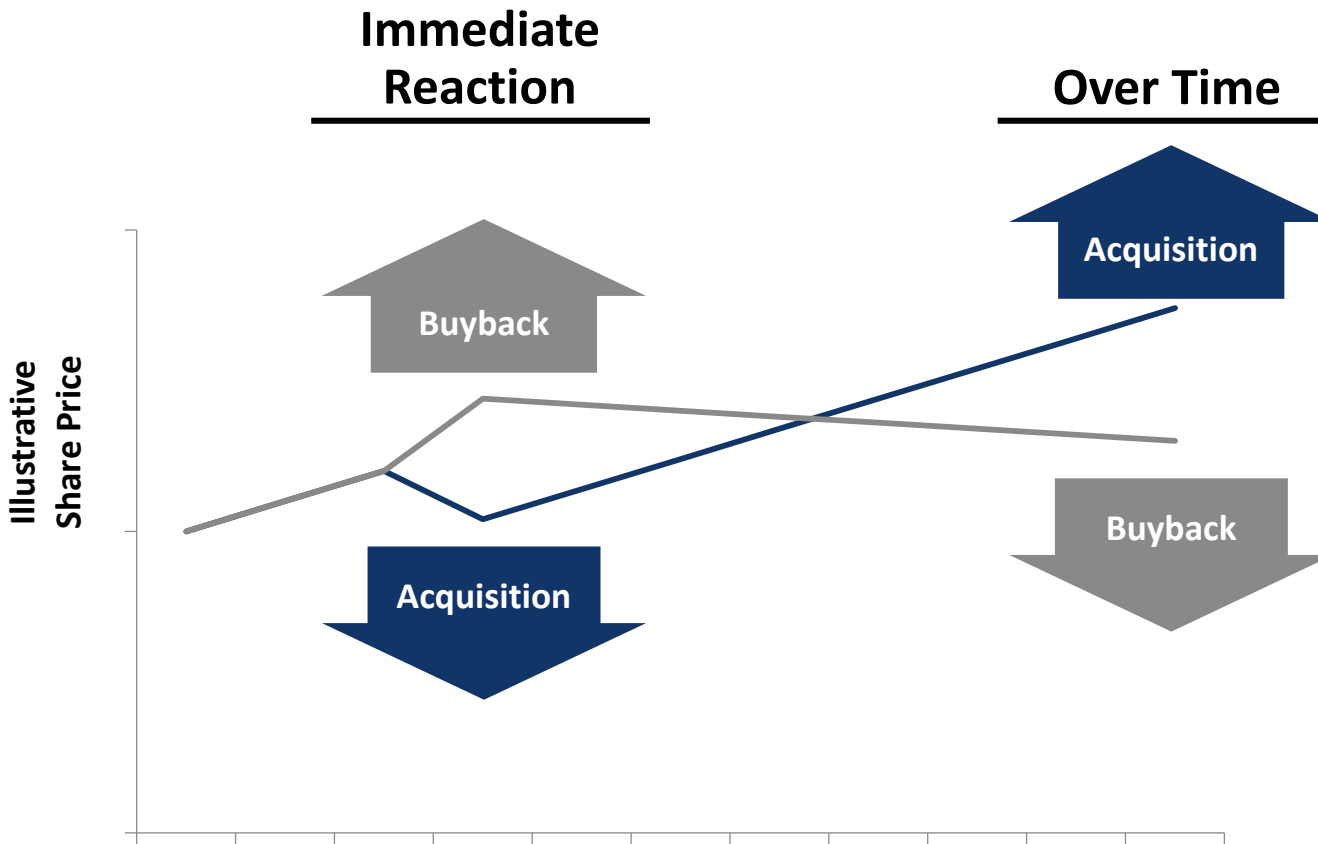 Immediate
Reaction
Over Time
Acquisition
Buyback
Illustrative
Share Price
Buyback
Acquisition